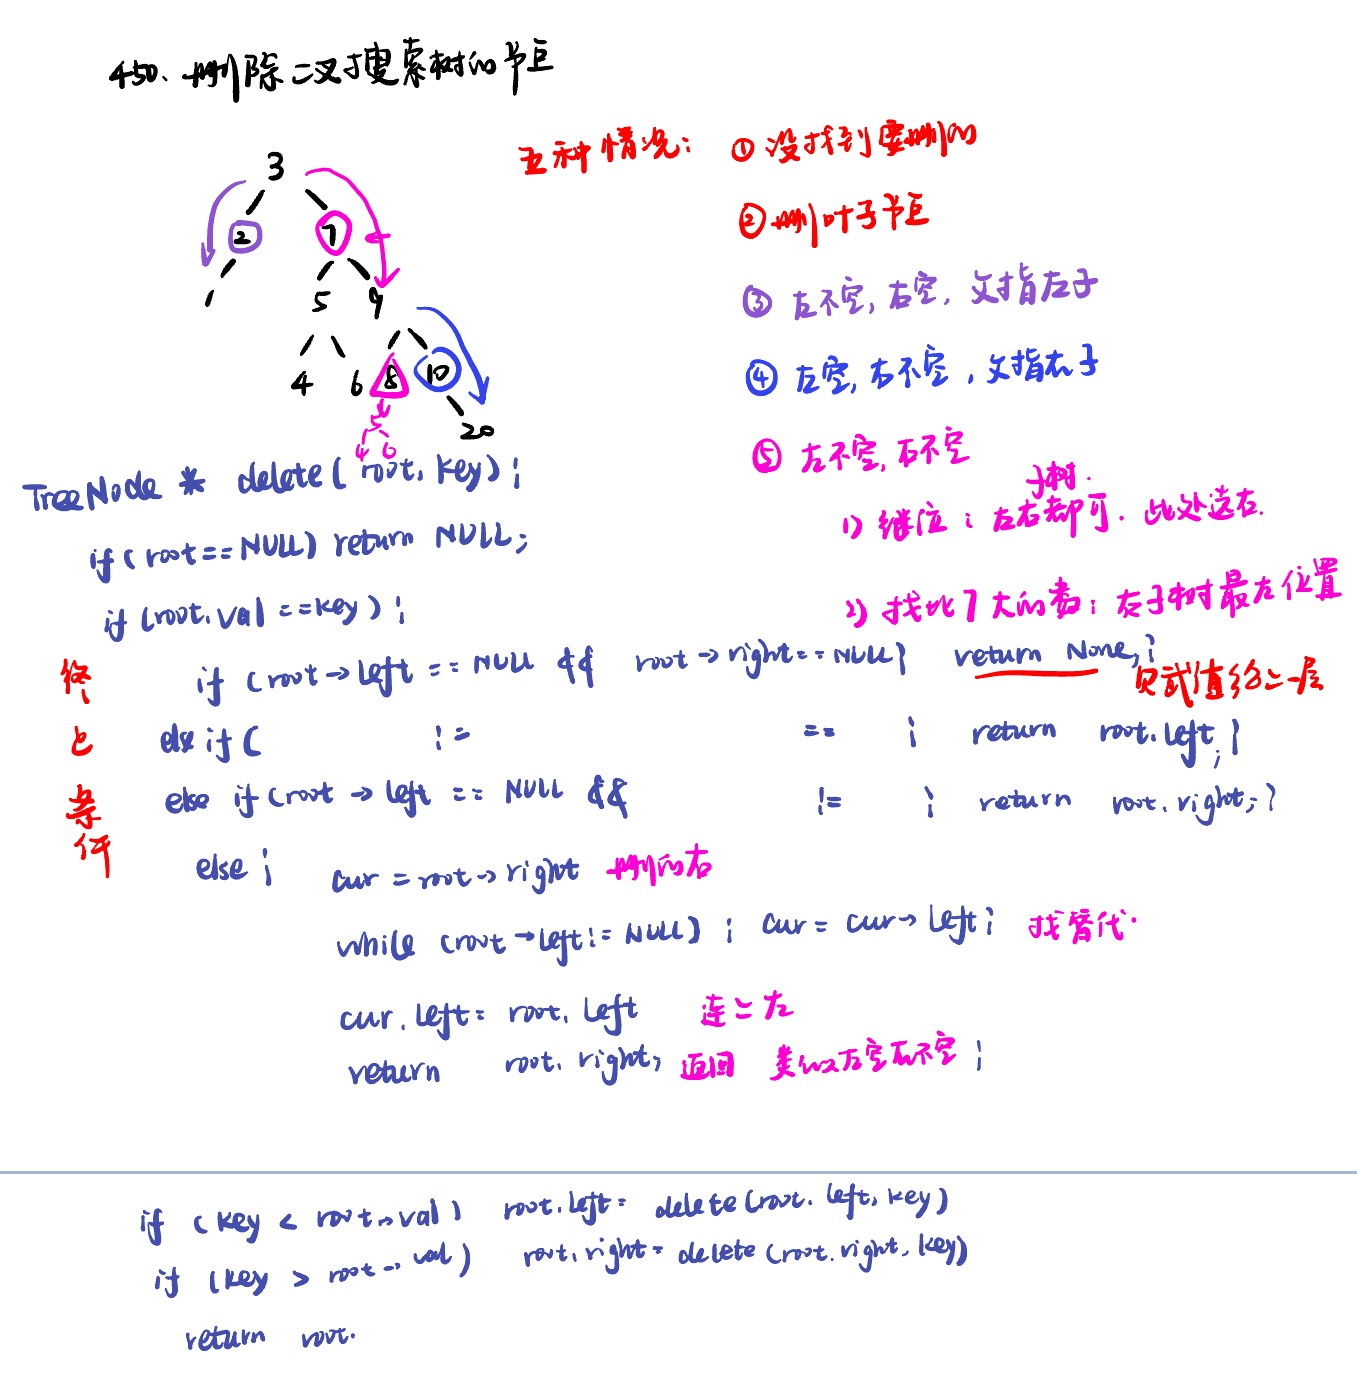 450. 删除二叉搜索树的节点
五种情况: ① 没找到要删的
② 删叶子节点
③ 左不空, 右空, 父指左子
④ 左空, 右不空, 父指右子
⑤ 左不空, 右不空
子树.
1) 继位: 左右都可. 此处选右.
2) 找比7大的数: 右子树最左位置
3
2 7
1 5 9
4 6 8 10
5 20
4 6
TreeNode * delete( root, key) {
if (root==NULL) return NULL;
if (root.val ==key) {
终止条件
if (root→left == NULL && root→right==NULL) return None;
赋值给上一层
else if ( != == { return root.left; }
else if (root → left == NULL && != { return root.right; }
else { cur = root→right 删的右
while (root→left!= NULL) { cur = cur→left; 找替代.
cur.left= root.left 连上左
return root.right; 返回 类似左空右不空 }
if (key < root→val) root.left= delete(root.left, key)
if (key > root→val) root.right= delete (root.right, key)
return root.